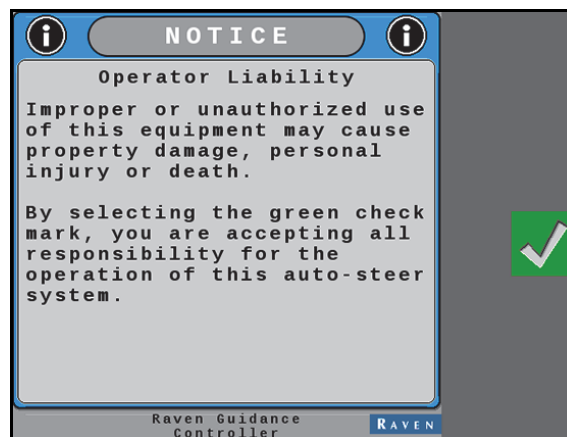 NOTICE
Operator Liability
Improper or unauthorized use
of this equipment may cause
property damage, personal
injury or death.
By selecting the green check
mark, you are accepting all
responsibility for the
operation of this auto-steer
system.
Raven Guidance
Controller
RAVEN